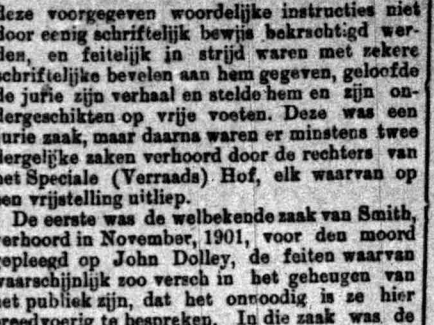 deze voorgegeven woordelijke instructies niet
door eenig schriftelijk bewijs bekrachtigd wer-
den, en feitelijk in strijd waren met zekere
schriftelijke bevelen aan hem gegeven, geloofde
de jurie zijn verhaal en stelde hem en zijn on-
dergeschikten op vrije voeten. Deze was een
jurie zaak, maar daarna waren er minstens twee
dergelijke zaken verhoord door de rechters van
het Speciale (Verraads) Hof, elk waarvan op
een vrijstelling uitliep.
De eerste was de welbekende zaak van Smith,
verhoord in November, 1901, voor den moord
gepleegd op John Dolley, de feiten waarvan
waarschijnlijk zoo versch in het geheugen van
het publiek zijn, dat het onnoodig is ze hier
breedvoerig te bespreken. In die zaak was de